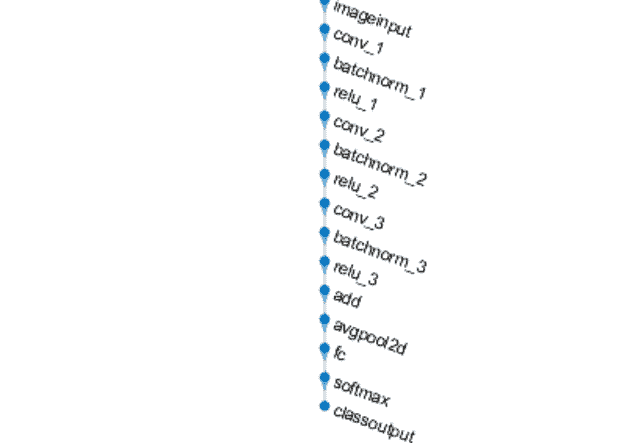 imageinput
conv_1
batchnorm_1
relu_1
conv_2
batchnorm_2
relu_2
conv_3
batchnorm_3
relu_3
add
avgpool2d
fc
softmax
classoutput